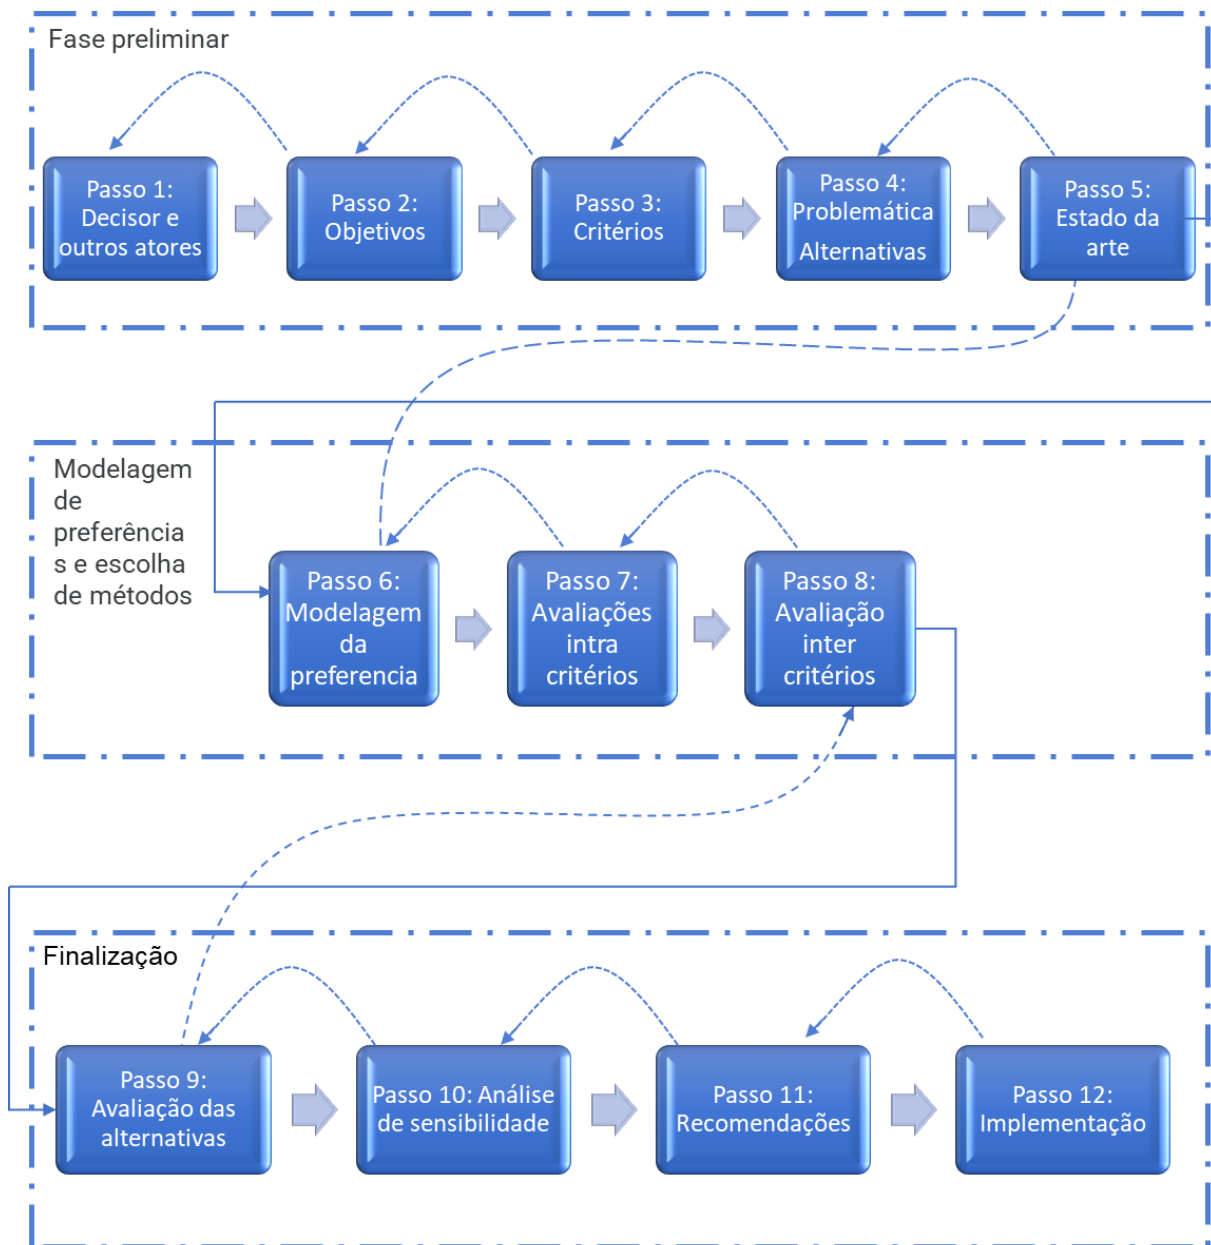 Fase preliminar
Passo 1:
Decisor e
outros atores
Passo 2:
Objetivos
Passo 3:
Critérios
Passo 4:
Problemática
Alternativas
Passo 5:
Estado da
arte
Modelagem
de
preferência
s e escolha
de métodos
Passo 6:
Modelagem
da
preferencia
Passo 7:
Avaliações
intra
critérios
Passo 8:
Avaliação
inter
critérios
Finalização
Passo 9:
Avaliação das
alternativas
Passo 10: Análise
de sensibilidade
Passo 11:
Recomendações
Passo 12:
Implementação